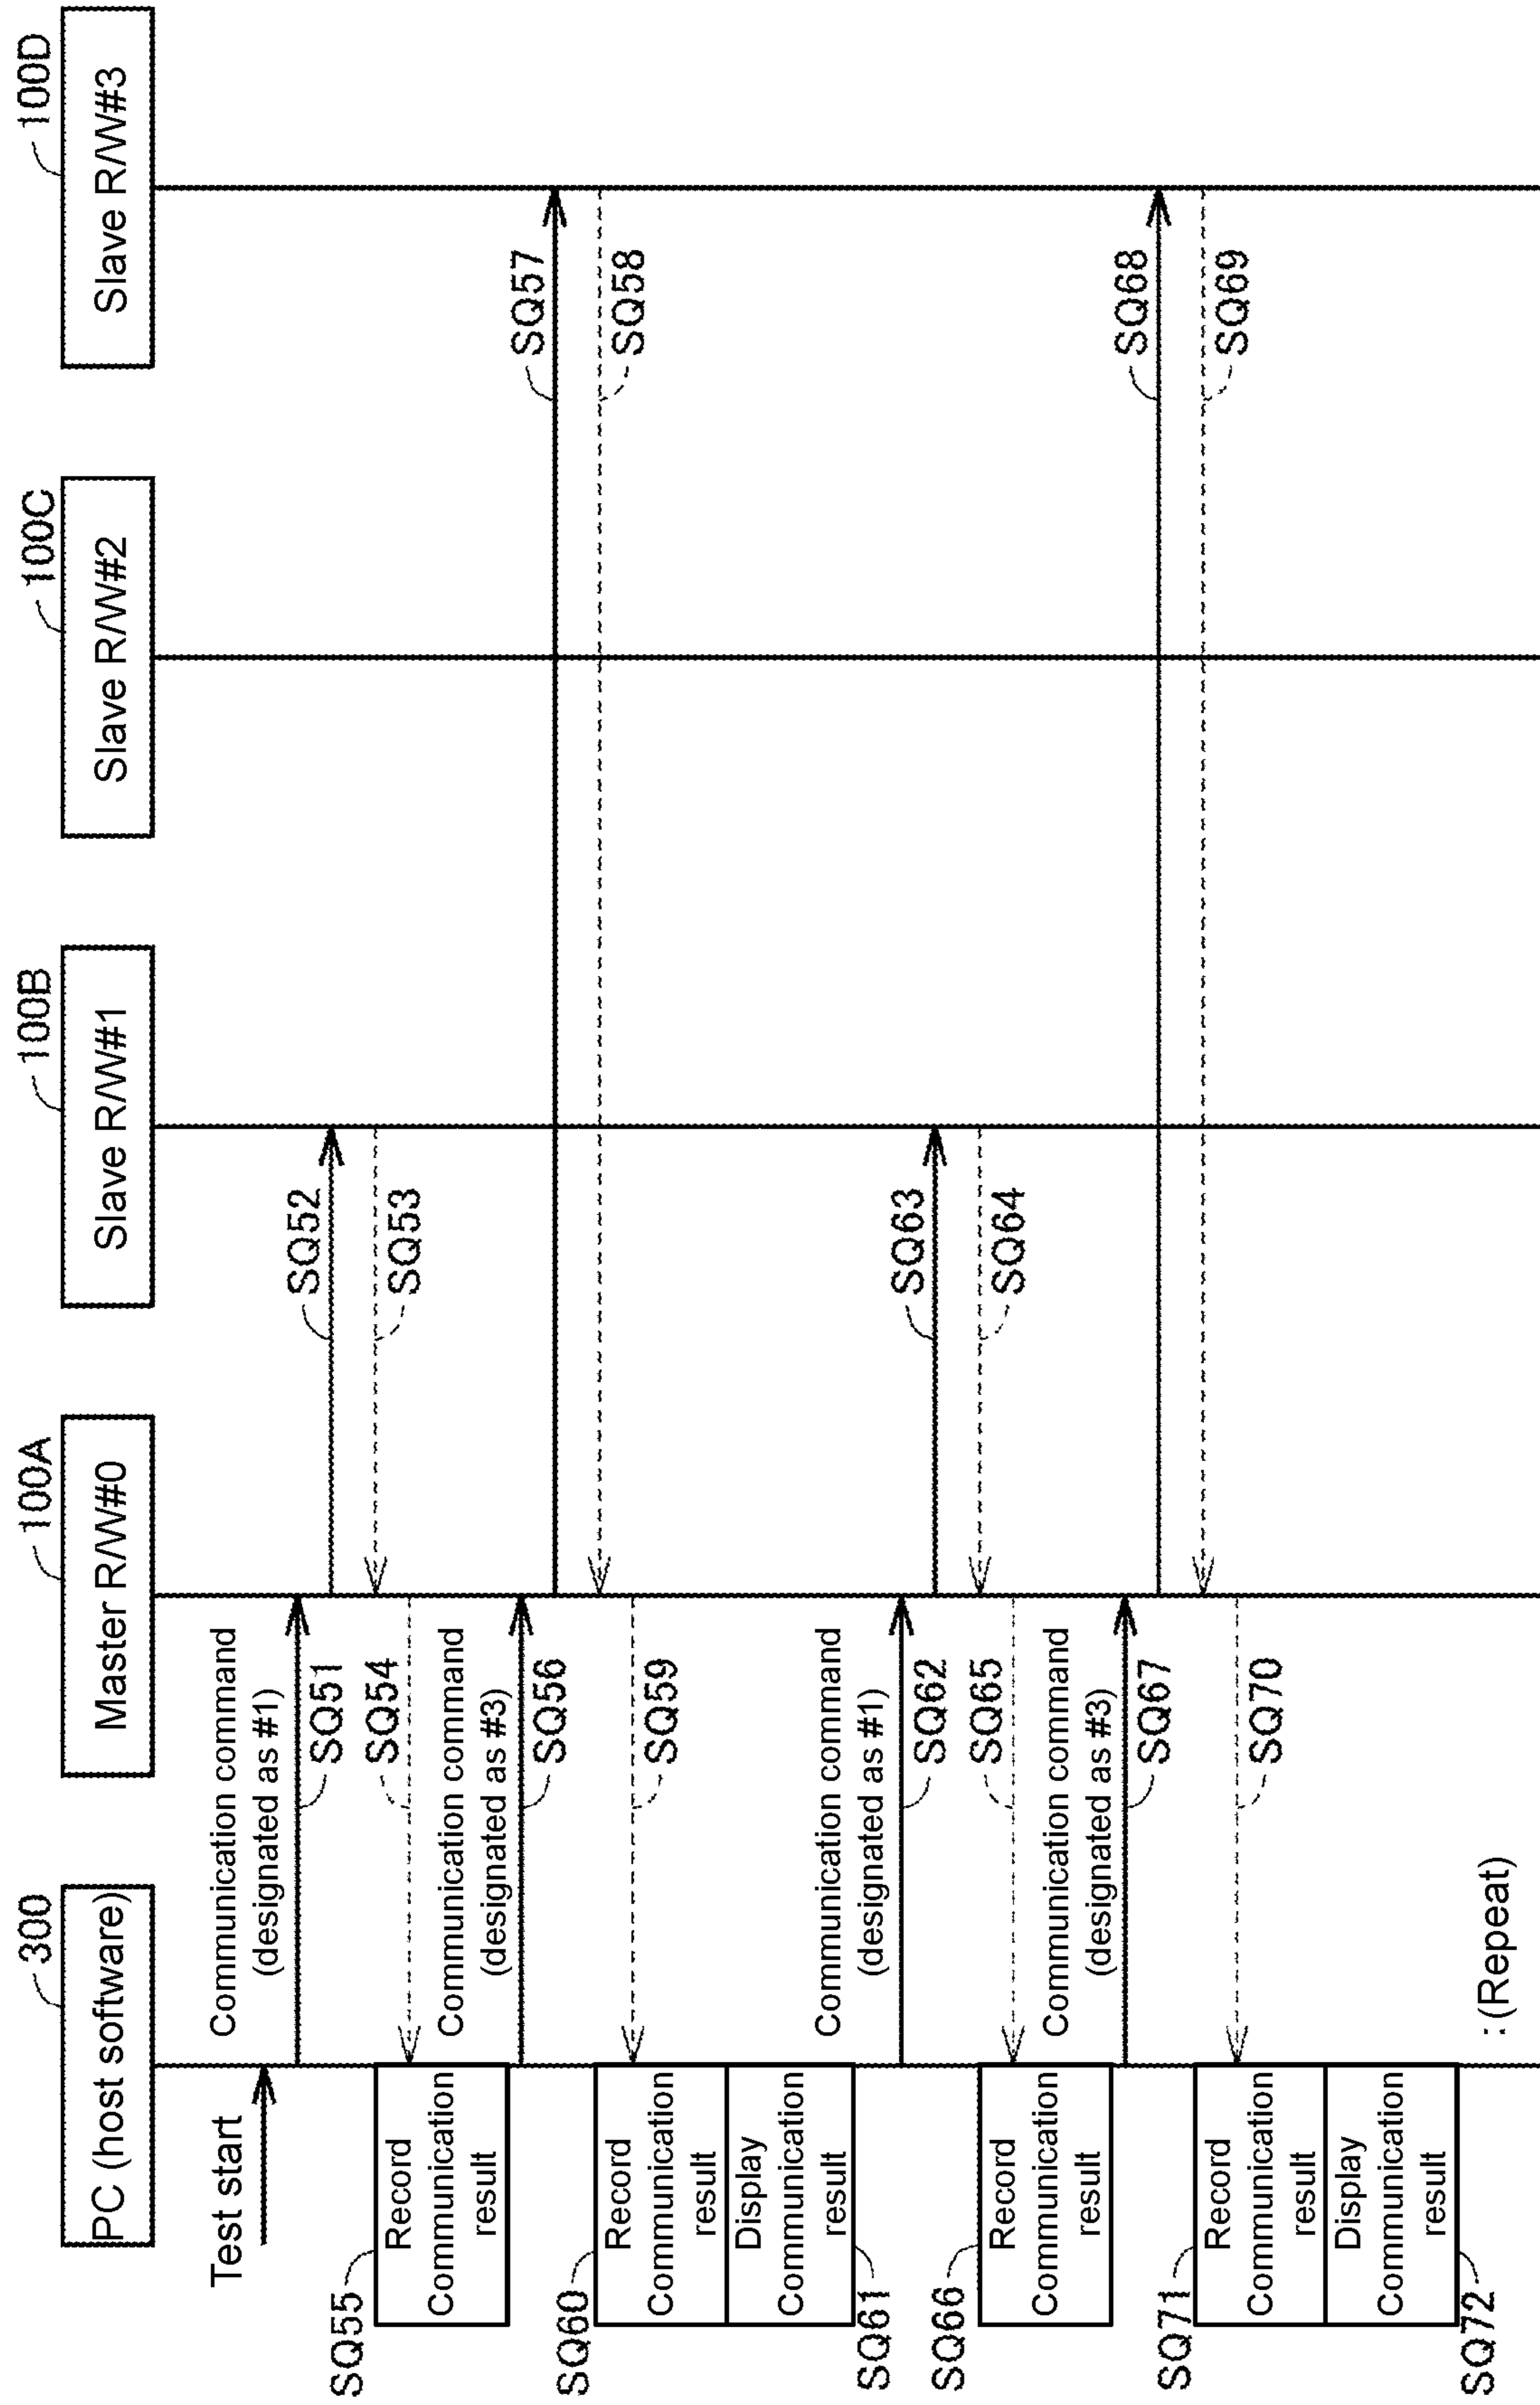 300
PC (host software)
100A
Master R/W#0
100B
Slave R/W#1
100C
Slave R/W#2
100D
Slave R/W#3
Test start
Communication command
(designated as #1)
SQ51
SQ52
SQ53
SQ54
SQ55
Record
Communication
result
Communication command
(designated as #3)
SQ56
SQ57
SQ58
SQ59
SQ60
Record
Communication
result
Display
Communication
result
SQ61
Communication command
(designated as #1)
SQ62
SQ63
SQ64
SQ65
SQ66
Record
Communication
result
Communication command
(designated as #3)
SQ67
SQ68
SQ69
SQ70
SQ71
Record
Communication
result
Display
Communication
result
SQ72
: (Repeat)